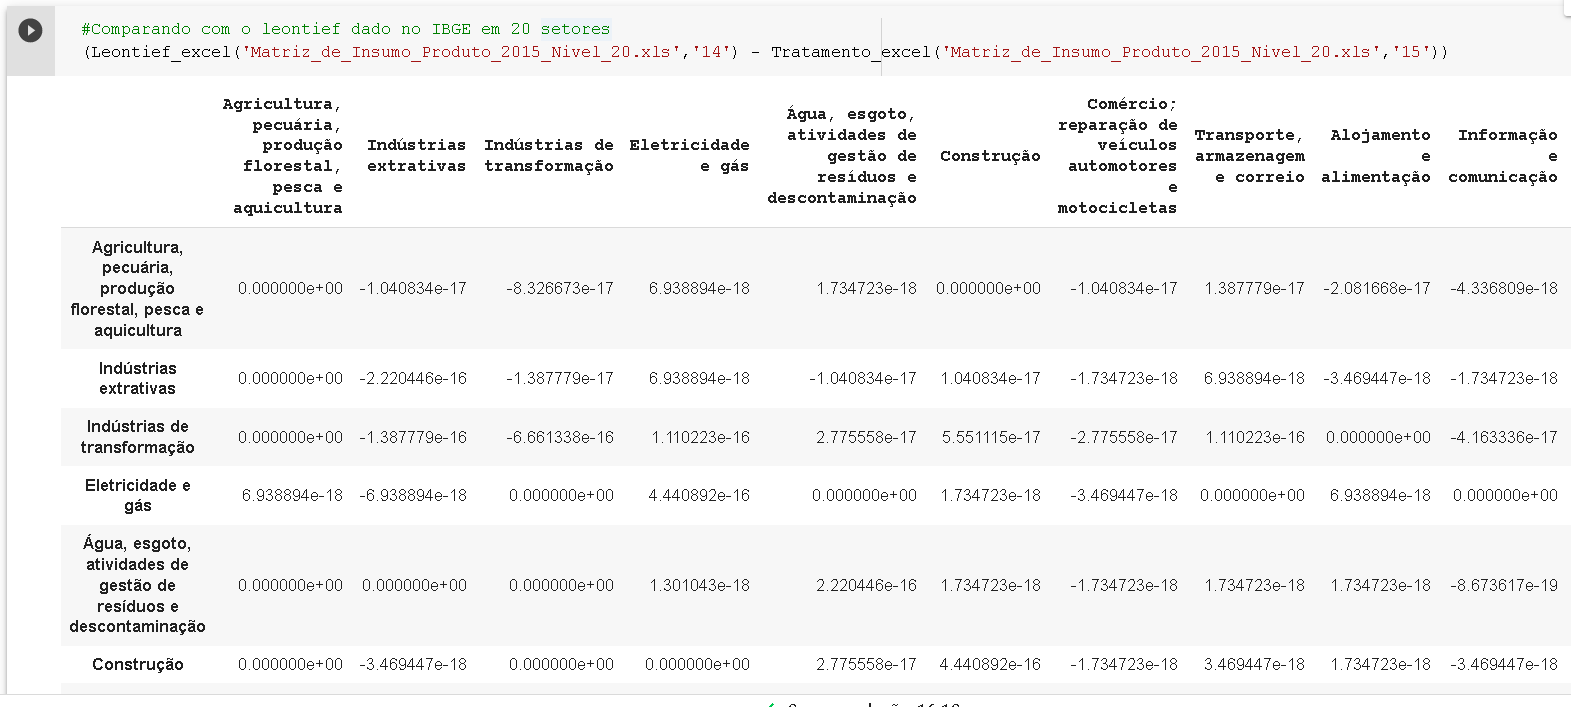 #Comparando com o leontief dado no IBGE em 20 setores
(Leontief_excel('Matriz_de_Insumo_Produto_2015_Nivel_20.xls','14') - Tratamento_excel('Matriz_de_Insumo_Produto_2015_Nivel_20.xls','15'))
Agricultura,
pecuária,
produção
florestal,
pesca e
aquicultura
Indústrias
extrativas
Indústrias de
transformação
Eletricidade
e gás
Água, esgoto,
atividades de
gestão de
resíduos e
descontaminação
Construção
Comércio;
reparação de
veículos
automotores
e
motocicletas
Transporte,
armazenagem
e correio
Alojamento
e
alimentação
Informação
e
comunicação
Agricultura,
pecuária,
produção
florestal, pesca e
aquicultura
0.000000e+00 -1.040834e-17 -8.326673e-17 6.938894e-18 1.734723e-18 0.000000e+00 -1.040834e-17 1.387779e-17 -2.081668e-17 -4.336809e-18
Indústrias
extrativas
0.000000e+00 -2.220446e-16 -1.387779e-17 6.938894e-18 -1.040834e-17 1.040834e-17 -1.734723e-18 6.938894e-18 -3.469447e-18 -1.734723e-18
Indústrias de
transformação
0.000000e+00 -1.387779e-16 -6.661338e-16 1.110223e-16 2.775558e-17 5.551115e-17 -2.775558e-17 1.110223e-16 0.000000e+00 -4.163336e-17
Eletricidade e
gás
6.938894e-18 -6.938894e-18 0.000000e+00 4.440892e-16 0.000000e+00 1.734723e-18 -3.469447e-18 0.000000e+00 6.938894e-18 0.000000e+00
Água, esgoto,
atividades de
gestão de
resíduos e
descontaminação
0.000000e+00 0.000000e+00 0.000000e+00 1.301043e-18 2.220446e-16 1.734723e-18 -1.734723e-18 1.734723e-18 1.734723e-18 -8.673617e-19
Construção
0.000000e+00 -3.469447e-18 0.000000e+00 0.000000e+00 2.775558e-17 4.440892e-16 -1.734723e-18 3.469447e-18 1.734723e-18 -3.469447e-18